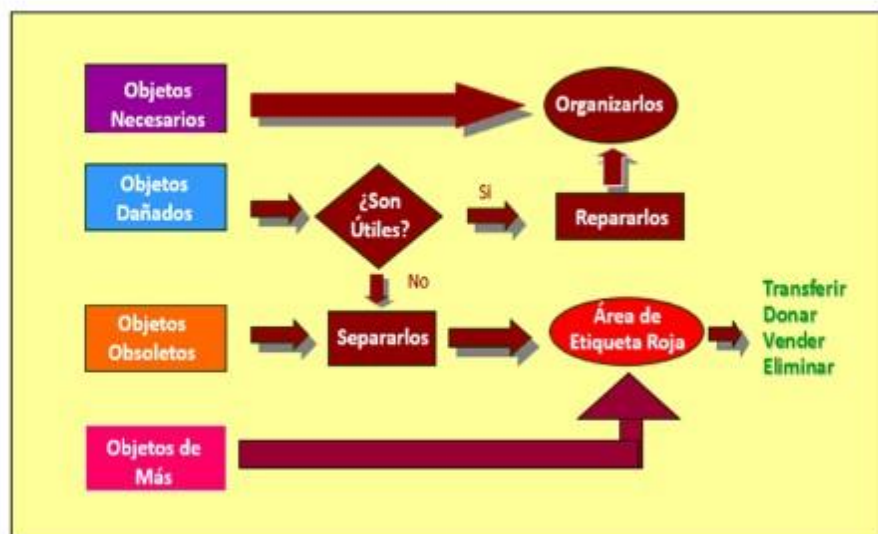 Objetos
Necesarios
Organizarlos
Objetos
Dañados
¿Son
Útiles?
Si
Repararlos
No
Objetos
Obsoletos
Separarlos
Área de
Etiqueta Roja
Transferir
Donar
Vender
Eliminar
Objetos de
Más